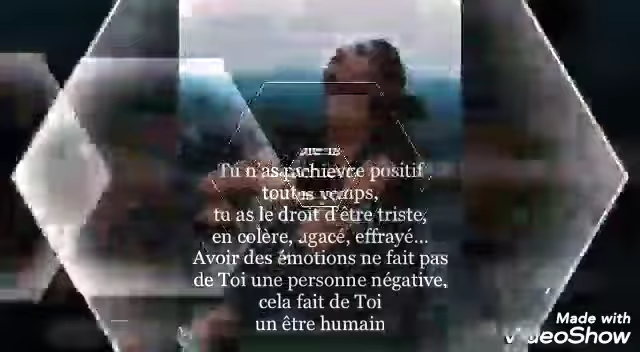 Tu n'as positif
tu as le droit d'être triste,
en colère, agacé, effrayé...
Avoir des émotions ne fait pas
de Toi une personne négative,
cela fait de Toi
un être humain
Made with
VideoShow